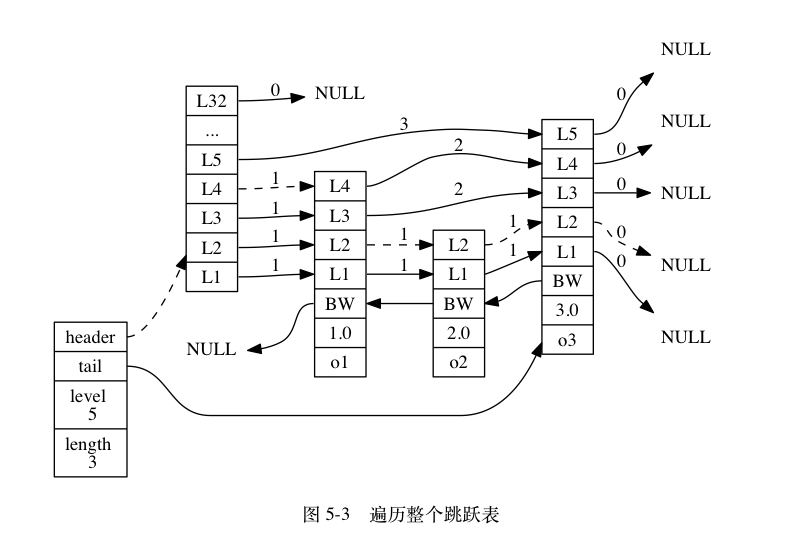 NULL
0
L32
0
NULL
...
L5
3
L4
1
L3
1
L2
1
L1
1
L4
2
L3
2
L2
1
L1
1
BW
1.0
o1
NULL
L2
1
L1
1
BW
2.0
o2
L5
L4
0
NULL
L3
0
NULL
L2
0
NULL
L1
0
NULL
BW
3.0
o3
header
tail
level
5
length
3
图 5-3 遍历整个跳跃表